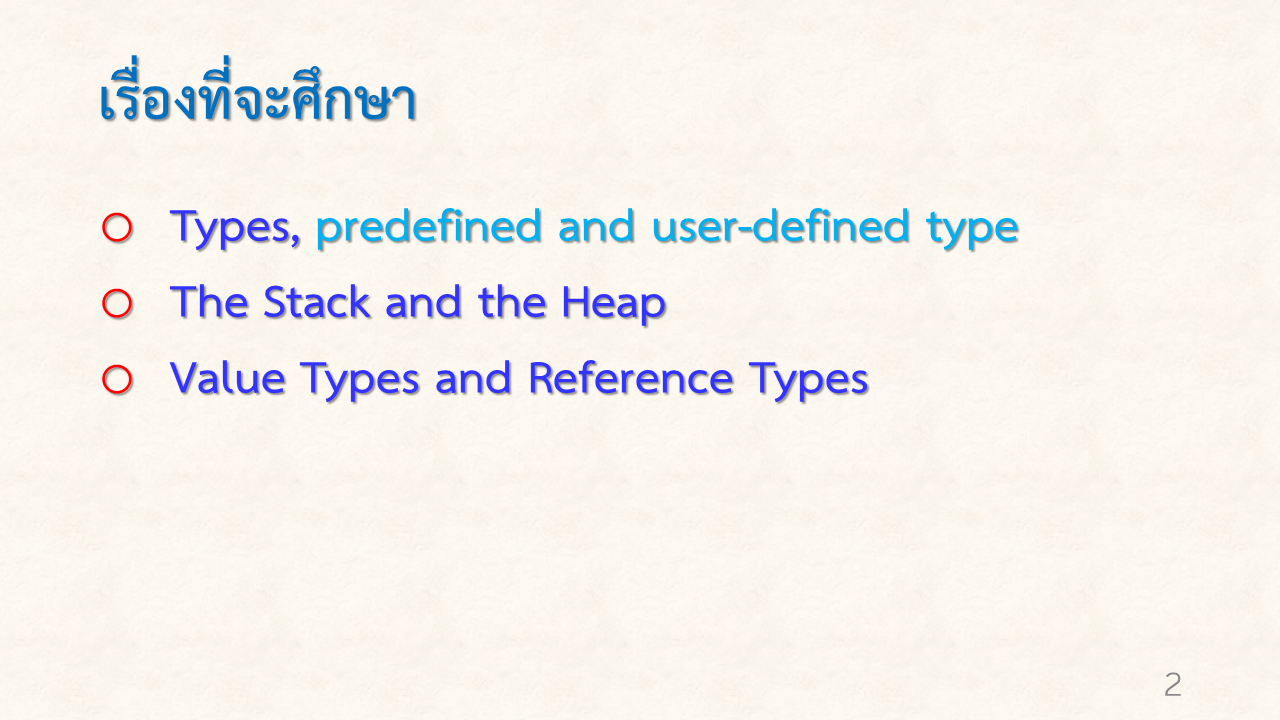 เรื่องที่จะศึกษา
Types, predefined and user-defined type
The Stack and the Heap
Value Types and Reference Types
2